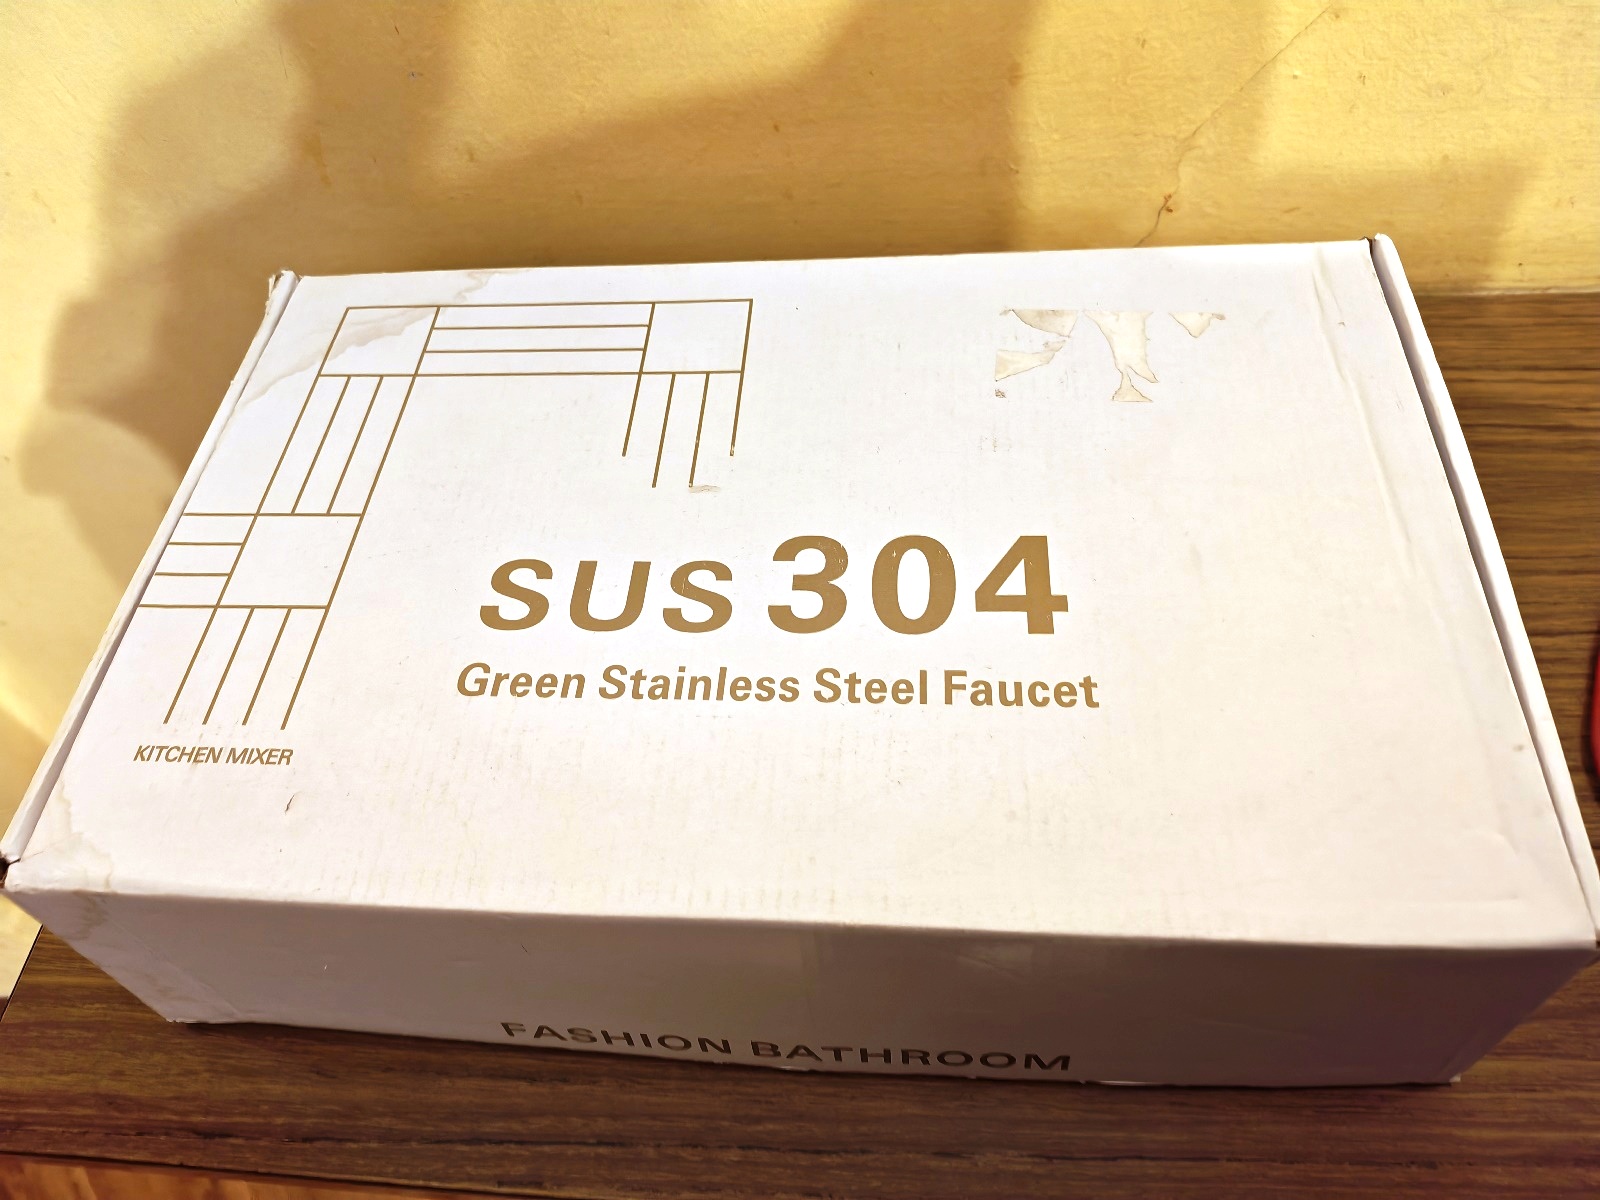 SUS 304
Green Stainless Steel Faucet
KITCHEN MIXER
FASHION BATHROOM